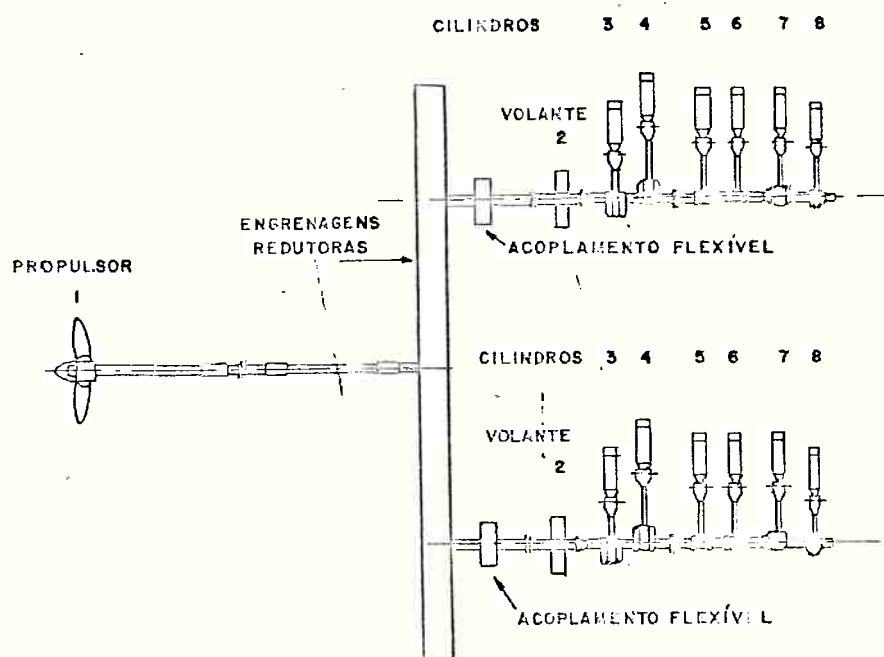 CILINDROS 3 4 5 6 7 8
VOLANTE
2
ENGRENAGENS
REDUTORAS
ACOPLAMENTO FLEXÍVEL
PROPULSOR
1
CILINDROS 3 4 5 6 7 8
VOLANTE
2
ACOPLAMENTO FLEXÍVEL